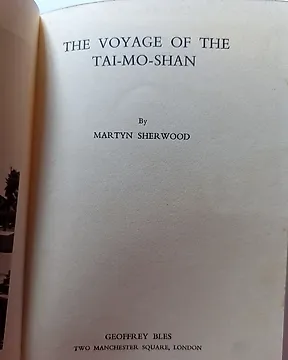 THE VOYAGE OF THE
TAI-MO-SHAN
By
MARTYN SHERWOOD
GEOFFREY BLES
TWO MANCHESTER SQUARE, LONDON